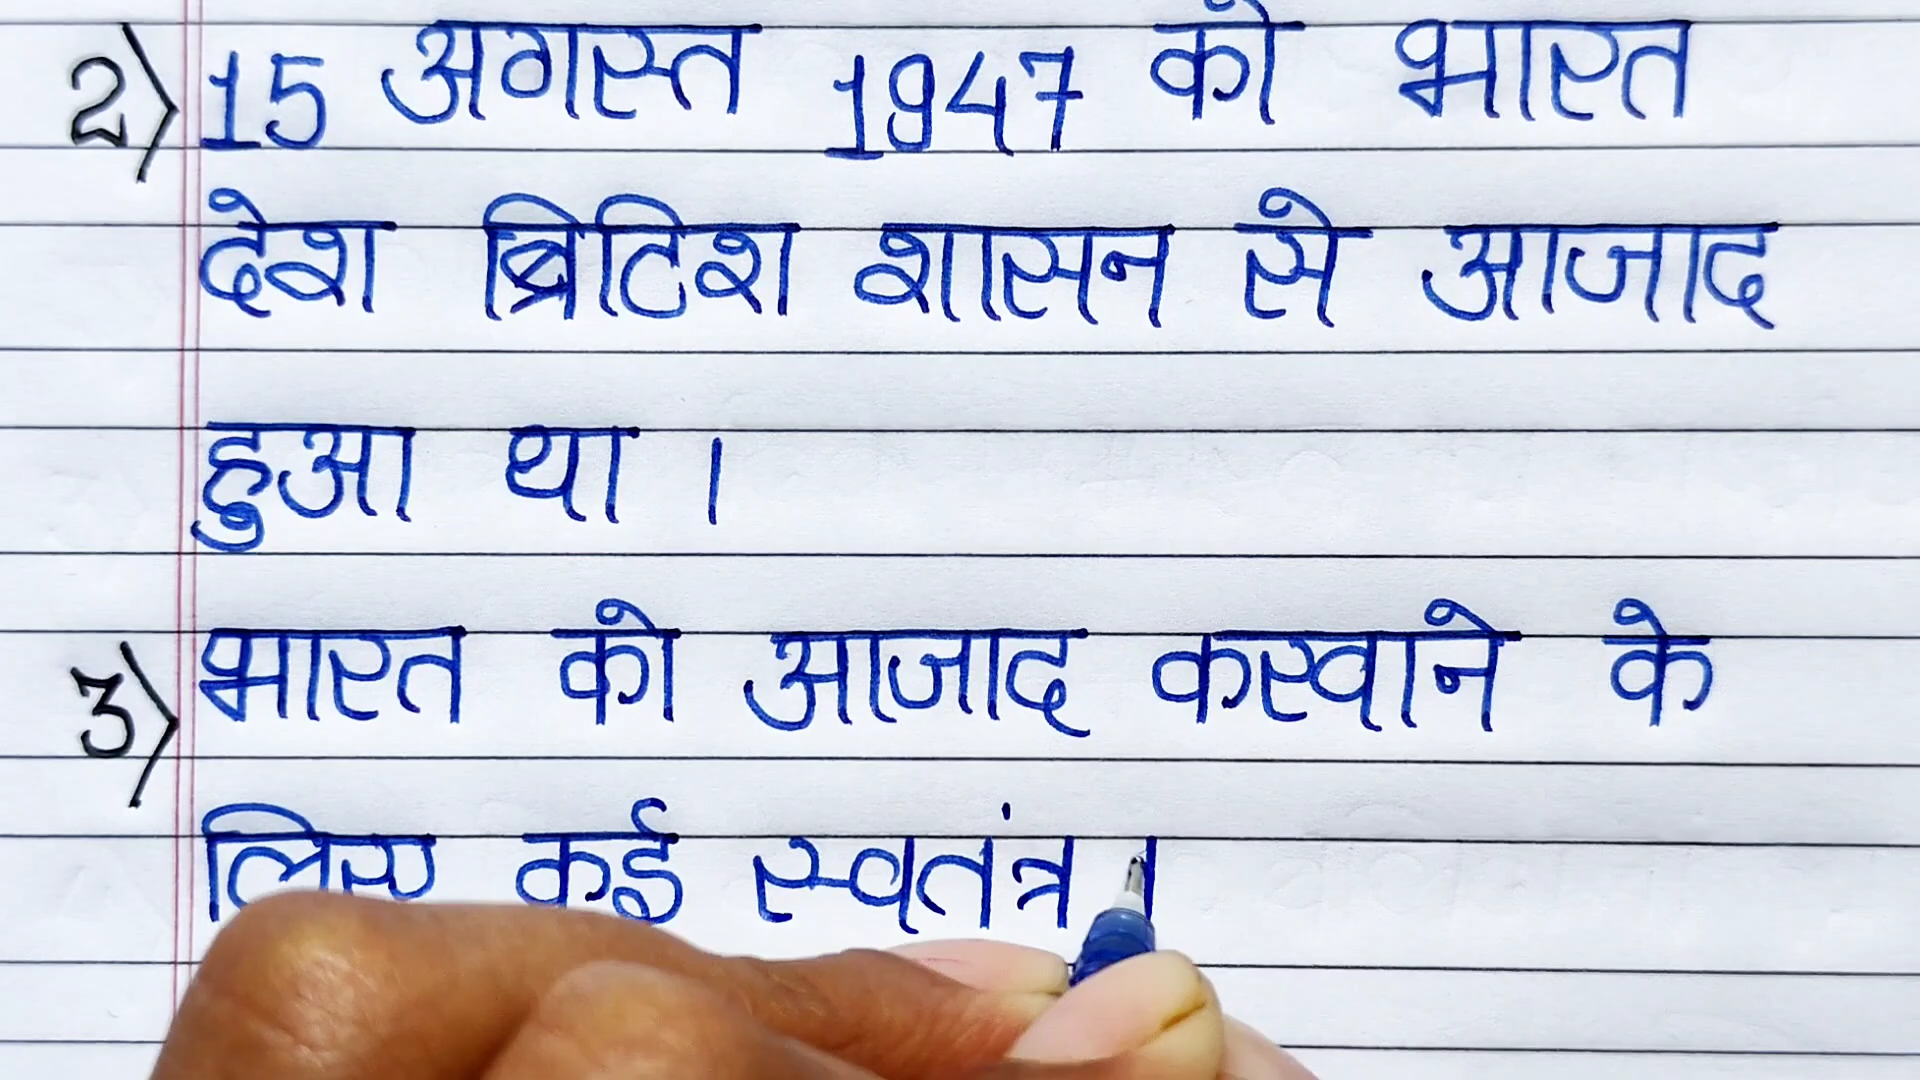 2) 15 अगस्त 1947 को भारत
देश ब्रिटिश शासन से आजाद
हुआ था ।
3) भारत को आजाद करवाने के
लिए कई स्वतंत्र